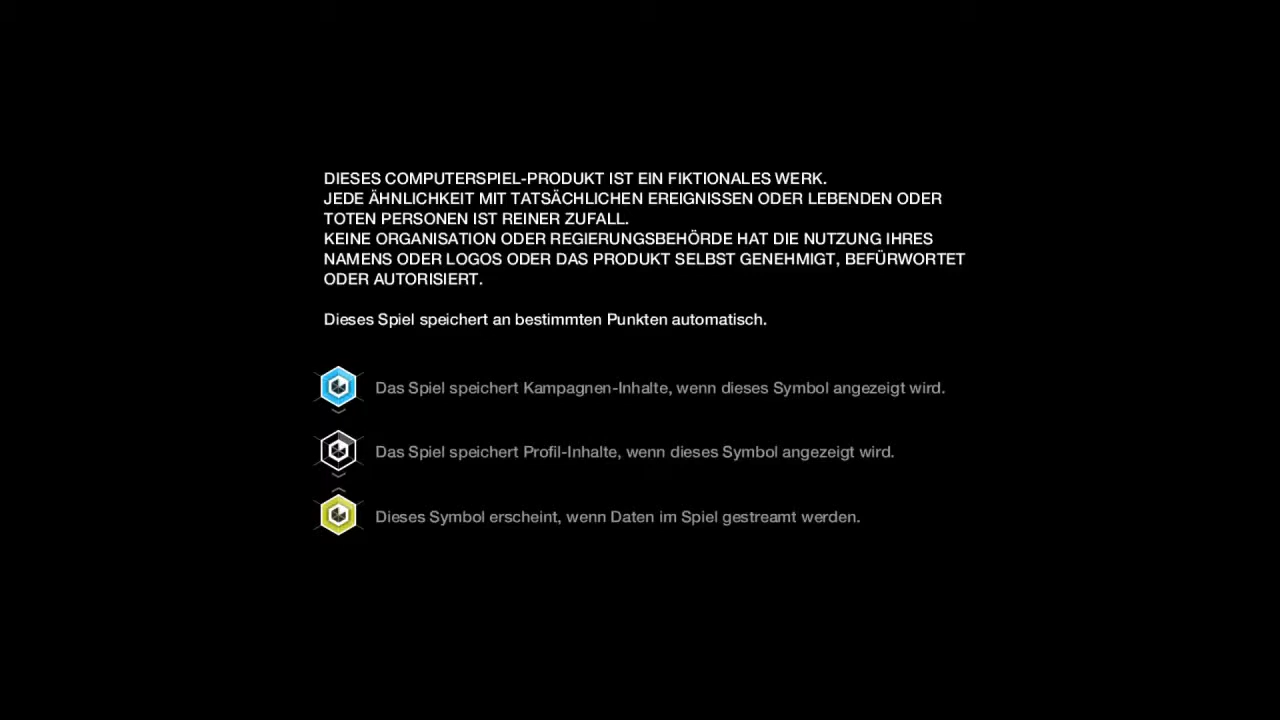 DIESES COMPUTERSPIEL-PRODUKT IST EIN FIKTIONALES WERK.
JEDE ÄHNLICHKEIT MIT TATSÄCHLICHEN EREIGNISSEN ODER LEBENDEN ODER
TOTEN PERSONEN IST REINER ZUFALL.
KEINE ORGANISATION ODER REGIERUNGSBEHÖRDE HAT DIE NUTZUNG IHRES
NAMENS ODER LOGOS ODER DAS PRODUKT SELBST GENEHMIGT, BEFÜRWORTET
ODER AUTORISIERT.
Dieses Spiel speichert an bestimmten Punkten automatisch.
Das Spiel speichert Kampagnen-Inhalte, wenn dieses Symbol angezeigt wird.
Das Spiel speichert Profil-Inhalte, wenn dieses Symbol angezeigt wird.
Dieses Symbol erscheint, wenn Daten im Spiel gestreamt werden.